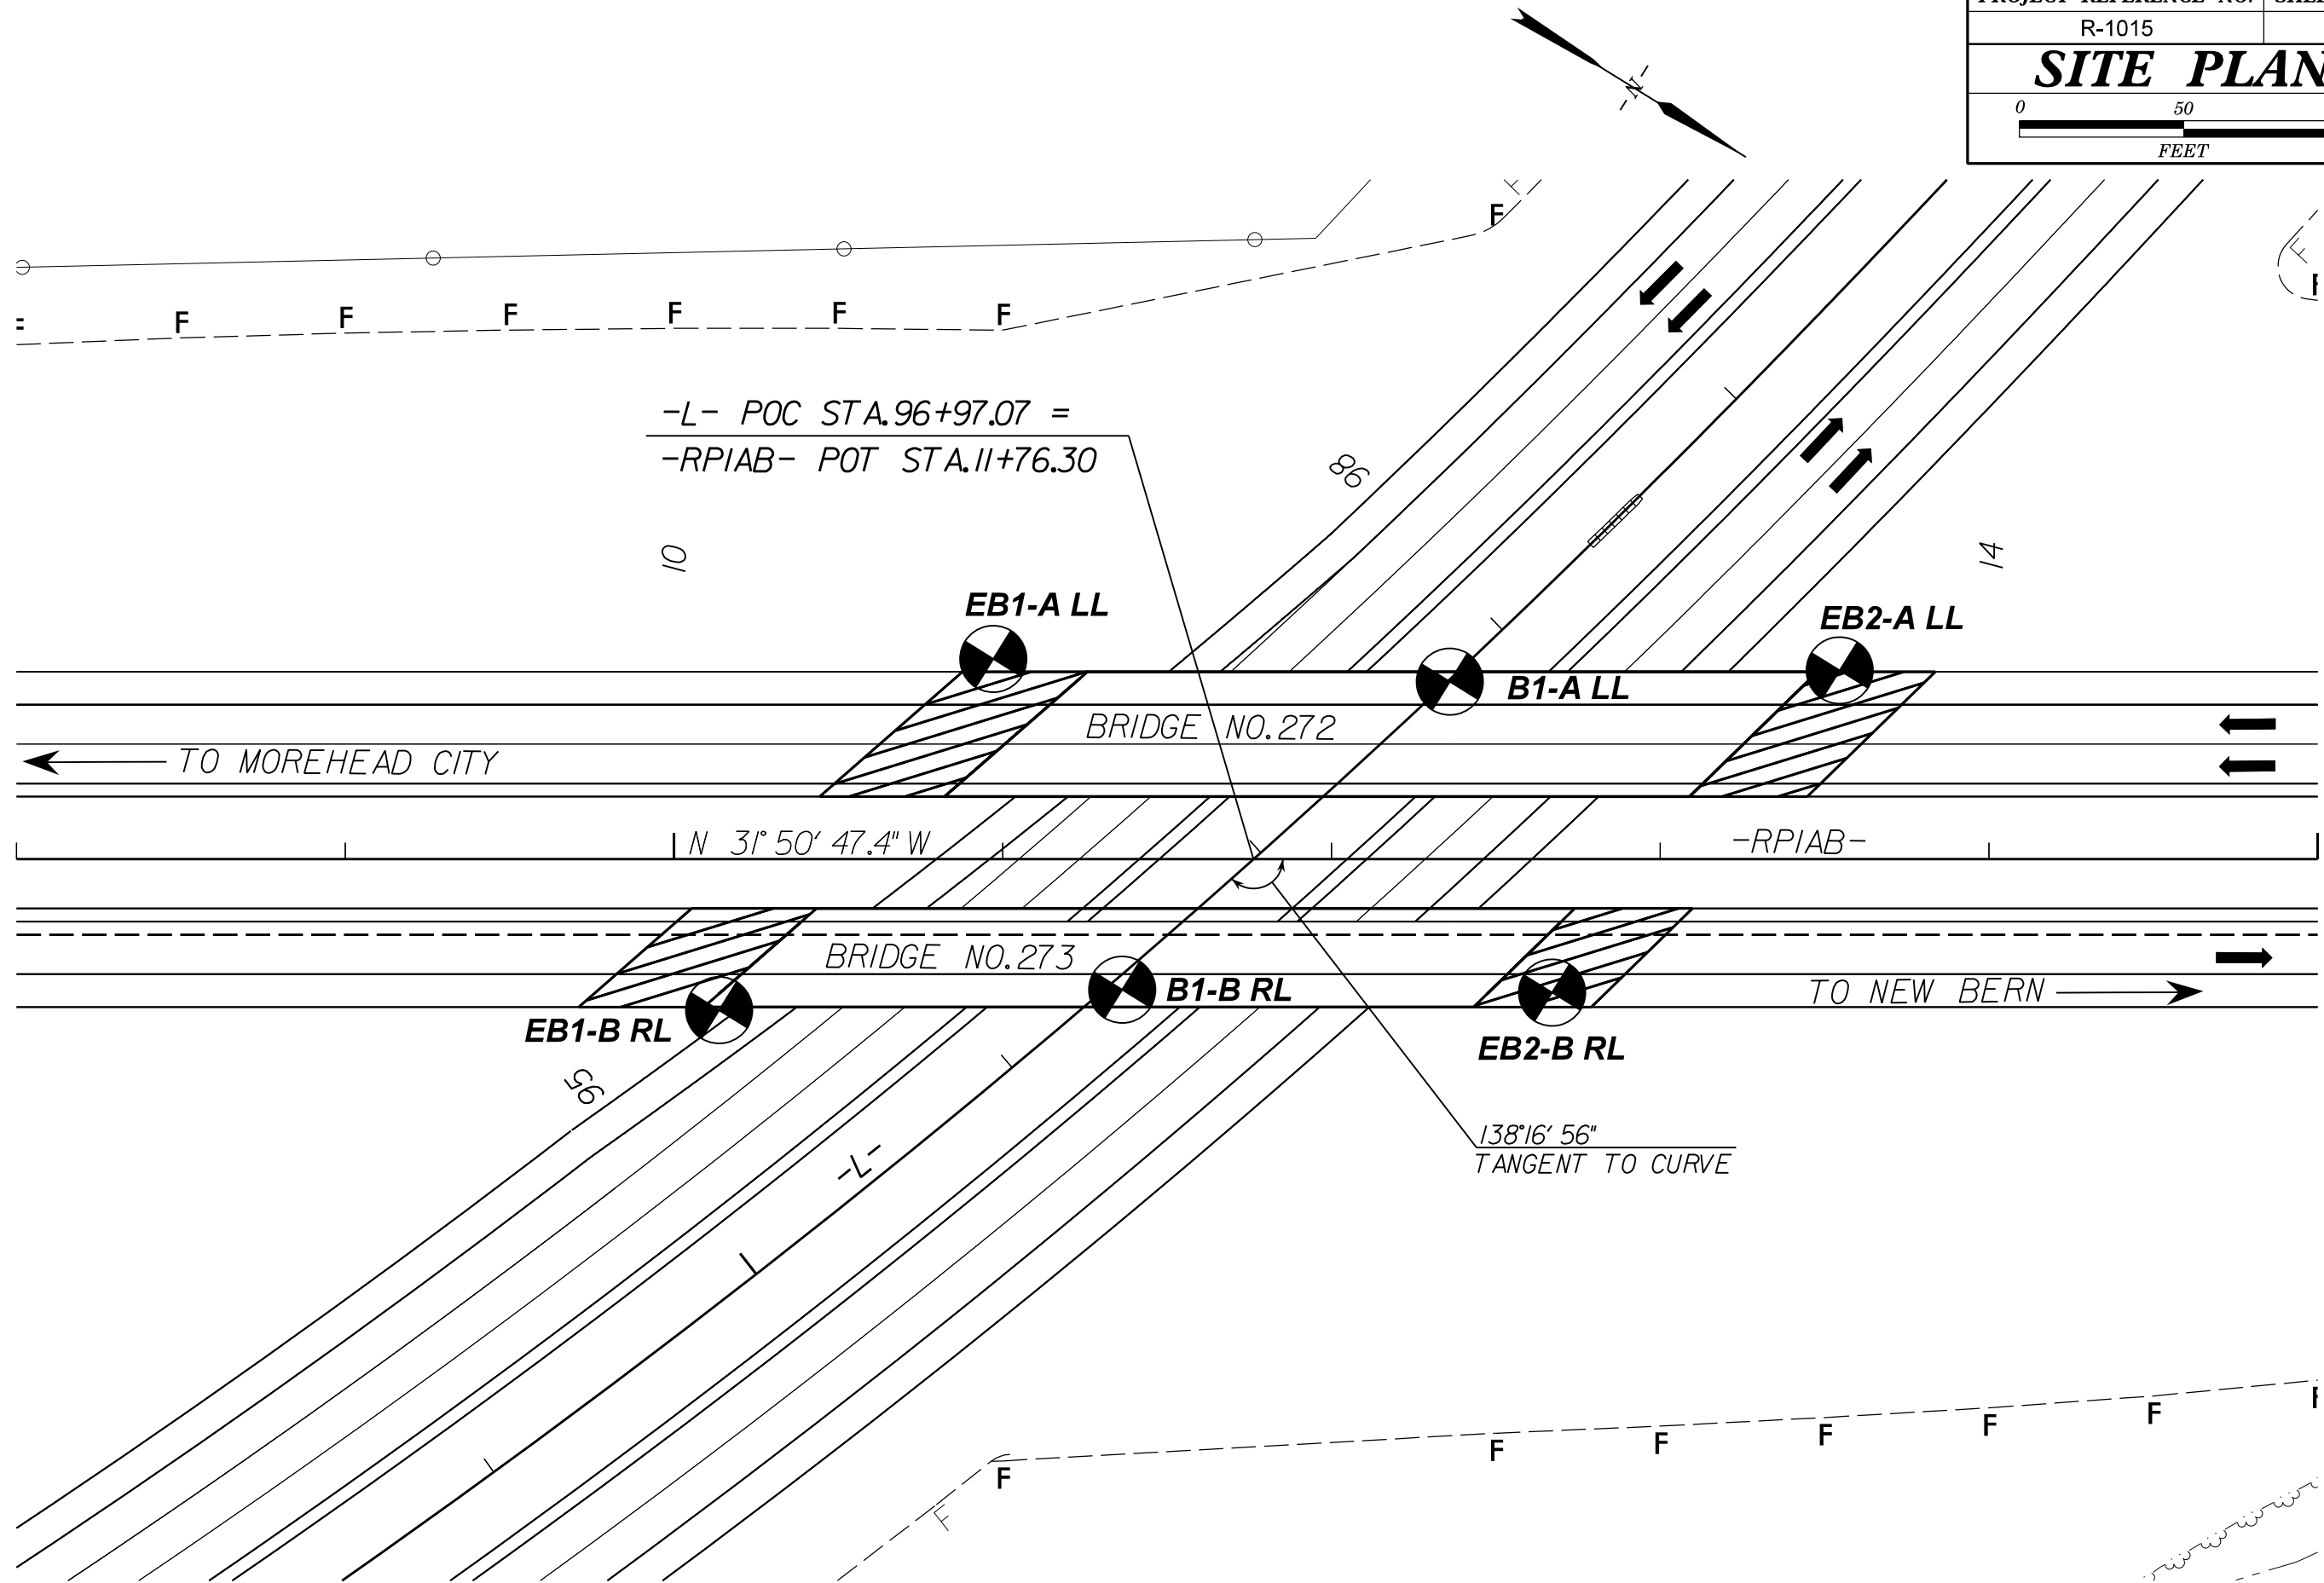 R-1015
SITE PLAN
0 50
FEET
-N-
F
F
F F F F F F
-L- POC STA.96+97.07 =
-RP1AB- POT STA.11+76.30
98
10
14
EB1-A LL
EB2-A LL
B1-A LL
BRIDGE NO.272
TO MOREHEAD CITY
N 31° 50' 47.4" W
-RP1AB-
BRIDGE NO.273
B1-B RL
TO NEW BERN
EB1-B RL
EB2-B RL
95
138°16' 56"
TANGENT TO CURVE
-L-
F F F F F
F
F